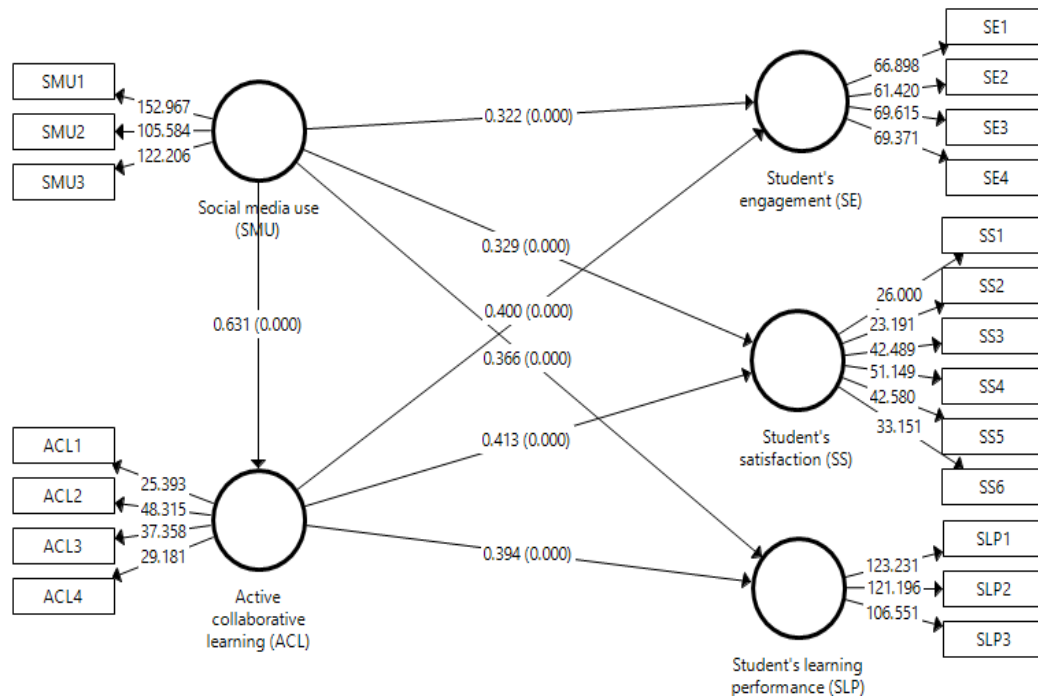 SMU1
SMU2
SMU3
152.967
105.584
122.206
Social media use
(SMU)
0.631 (0.000)
ACL1
ACL2
ACL3
ACL4
25.393
48.315
37.358
29.181
Active
collaborative
learning (ACL)
0.322 (0.000)
0.329 (0.000)
0.400 (0.000)
0.366 (0.000)
0.413 (0.000)
0.394 (0.000)
Student's
engagement (SE)
66.898
61.420
69.615
69.371
SE1
SE2
SE3
SE4
Student's
satisfaction (SS)
26.000
23.191
42.489
51.149
42.580
33.151
SS1
SS2
SS3
SS4
SS5
SS6
Student's learning
performance (SLP)
123.231
121.196
106.551
SLP1
SLP2
SLP3